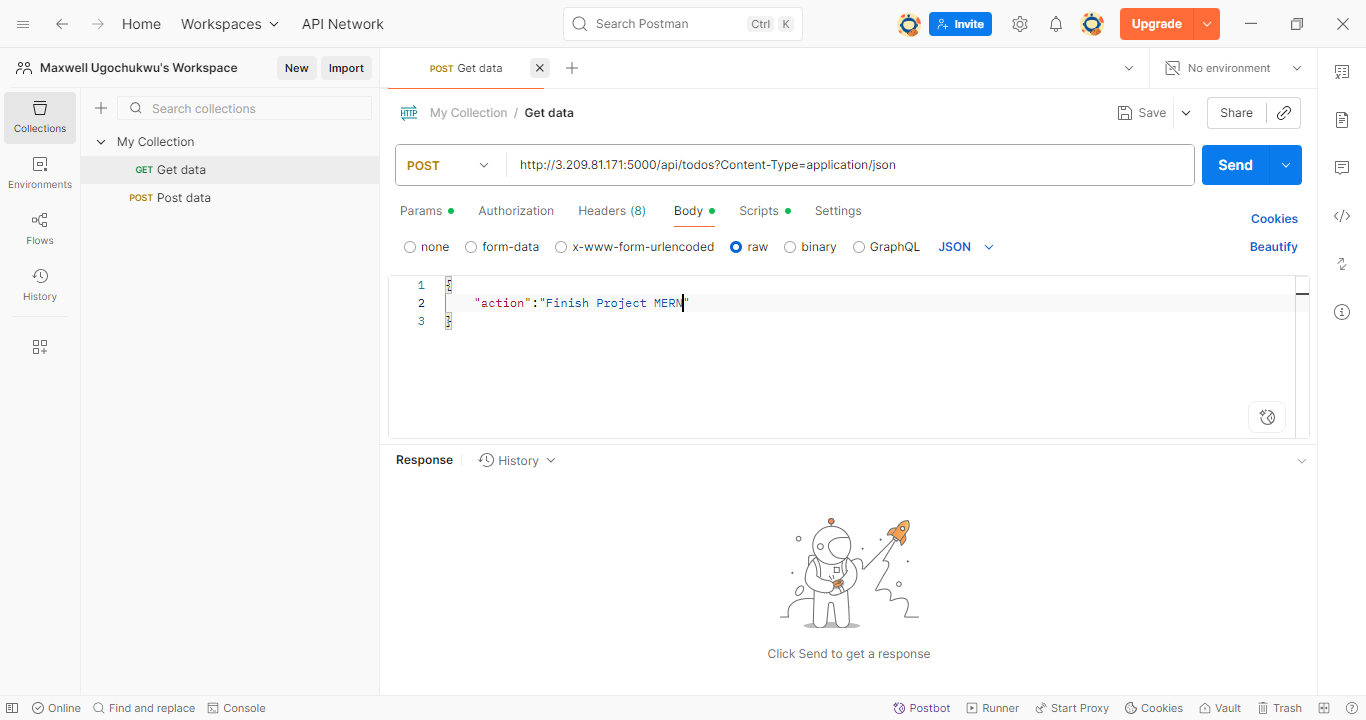 Home Workspaces API Network Search Postman Ctrl K Invite Upgrade
Maxwell Ugochukwu's Workspace New Import POST Get data No environment
Collections
Environments
Flows
History
Search collections
My Collection
GET Get data
POST Post data
HTTP My Collection / Get data Save Share
POST http://3.209.81.171:5000/api/todos?Content-Type=application/json Send
Params Authorization Headers (8) Body Scripts Settings Cookies
none form-data x-www-form-urlencoded raw binary GraphQL JSON Beautify
1 {
2 "action":"Finish Project MERN"
3 }
Response History
Click Send to get a response
Online Find and replace Console Postbot Runner Start Proxy Cookies Vault Trash